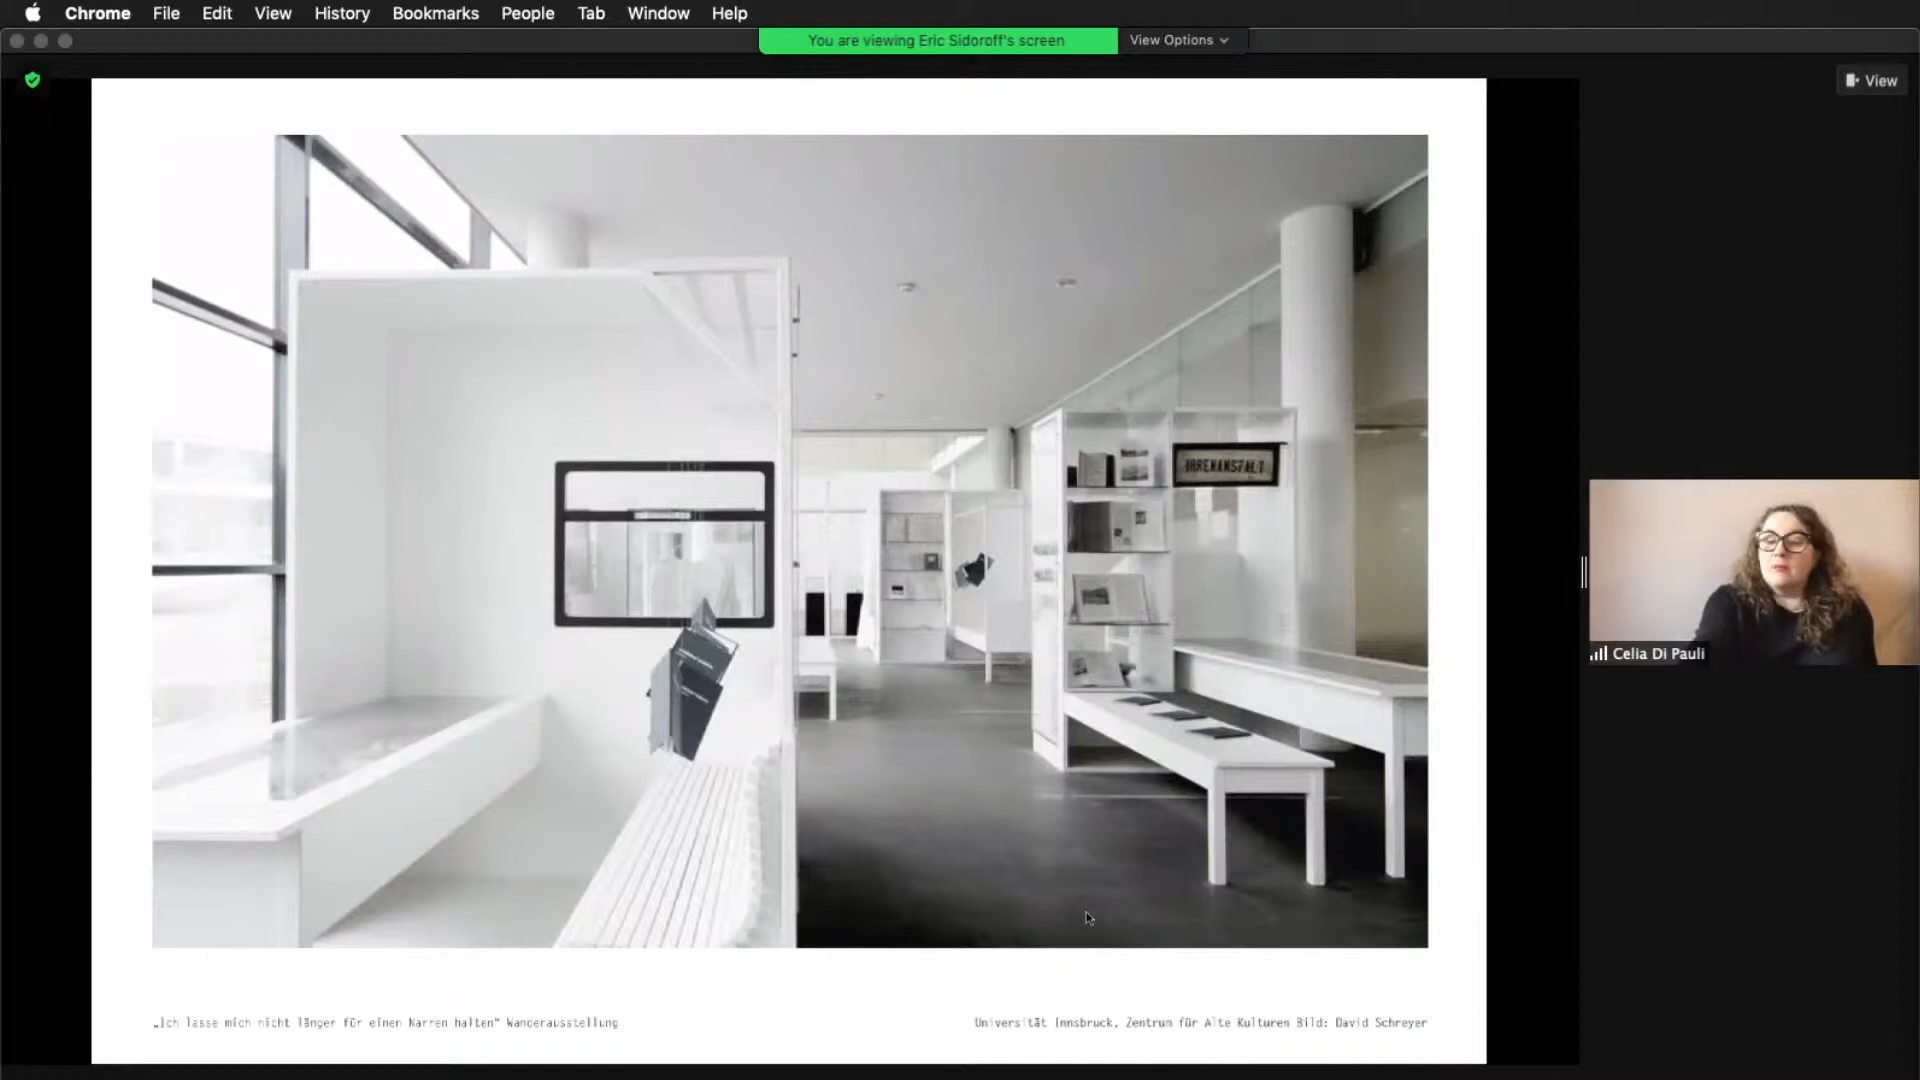 Chrome File Edit View History Bookmarks People Tab Window Help
You are viewing Eric Sidoroff's screen View Options
View
IRRENANSTALT
Celia Di Pauli
„Ich lasse mich nicht länger für einen Narren halten“ Wanderausstellung
Universität Innsbruck, Zentrum für Alte Kulturen Bild: David Schreyer